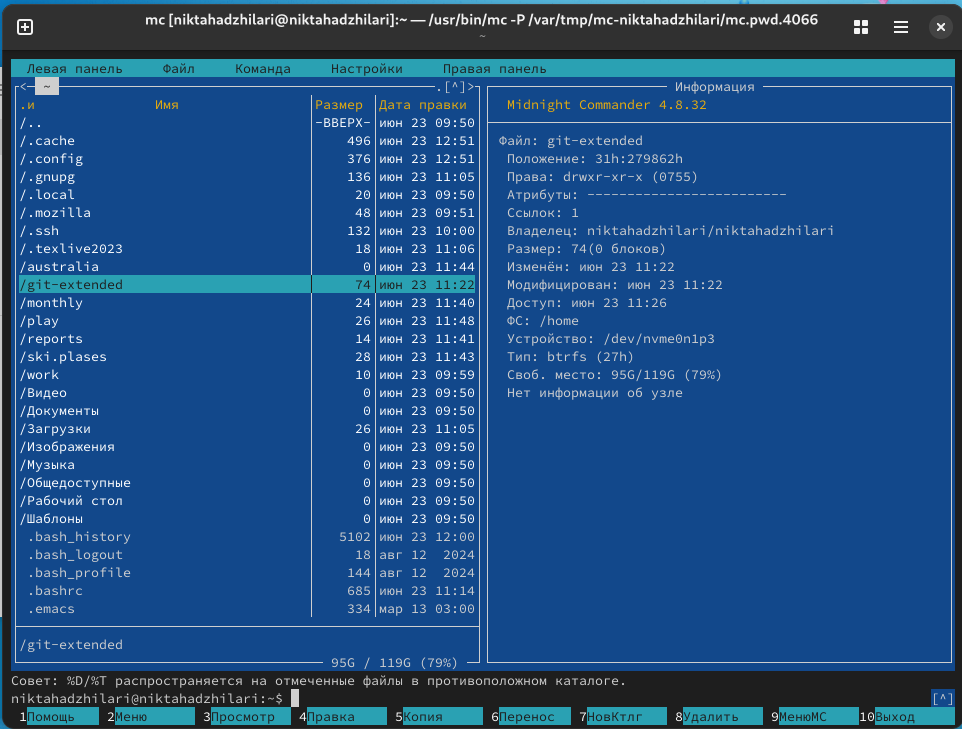 mc [niktahadzhilari@niktahadzhilari]:~ — /usr/bin/mc -P /var/tmp/mc-niktahadzhilari/mc.pwd.4066
~
Левая панель Файл Команда Настройки Правая панель
<─ ~ .[^]>
.и Имя Размер Дата правки
/.. -ВВЕРХ- июн 23 09:50
/.cache 496 июн 23 12:51
/.config 376 июн 23 12:51
/.gnupg 136 июн 23 11:05
/.local 20 июн 23 09:50
/.mozilla 48 июн 23 09:51
/.ssh 132 июн 23 10:00
/.texlive2023 18 июн 23 11:06
/australia 0 июн 23 11:44
/git-extended 74 июн 23 11:22
/monthly 24 июн 23 11:40
/play 26 июн 23 11:48
/reports 14 июн 23 11:41
/ski.plases 28 июн 23 11:43
/work 10 июн 23 09:59
/Видео 0 июн 23 09:50
/Документы 0 июн 23 09:50
/Загрузки 26 июн 23 11:05
/Изображения 0 июн 23 09:50
/Музыка 0 июн 23 09:50
/Общедоступные 0 июн 23 09:50
/Рабочий стол 0 июн 23 09:50
/Шаблоны 0 июн 23 09:50
.bash_history 5102 июн 23 12:00
.bash_logout 18 авг 12 2024
.bash_profile 144 авг 12 2024
.bashrc 685 июн 23 11:14
.emacs 334 мар 13 03:00
/git-extended
95G / 119G (79%)
Информация
Midnight Commander 4.8.32
Файл: git-extended
Положение: 31h:279862h
Права: drwxr-xr-x (0755)
Атрибуты: -------------------------
Ссылок: 1
Владелец: niktahadzhilari/niktahadzhilari
Размер: 74(0 блоков)
Изменён: июн 23 11:22
Модифицирован: июн 23 11:22
Доступ: июн 23 11:26
ФС: /home
Устройство: /dev/nvme0n1p3
Тип: btrfs (27h)
Своб. место: 95G/119G (79%)
Нет информации об узле
Совет: %D/%T распространяется на отмеченные файлы в противоположном каталоге.
niktahadzhilari@niktahadzhilari:~$ [^]
1Помощь 2Меню 3Просмотр 4Правка 5Копия 6Перенос 7НовКтлг 8Удалить 9МенюМС 10Выход